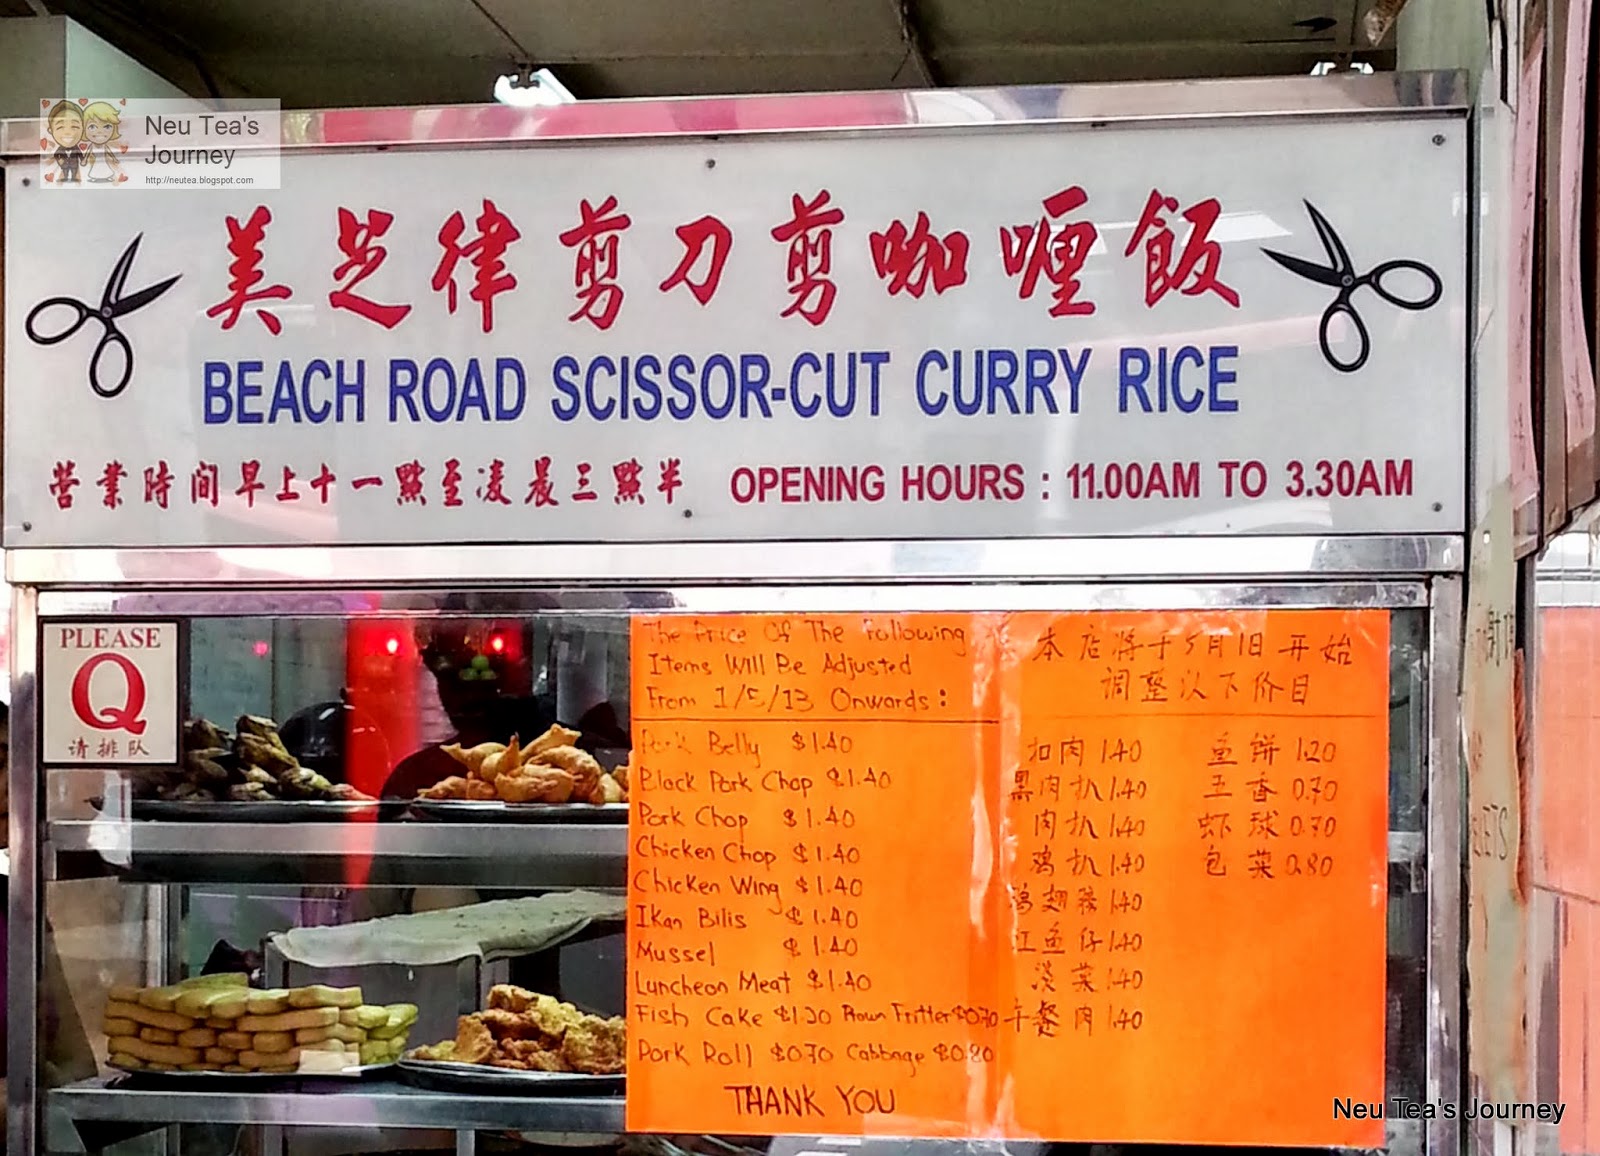 Neu Tea's
Journey
http://neutea.blogspot.com
美芝律剪刀剪咖喱飯
BEACH ROAD SCISSOR-CUT CURRY RICE
營業時間早上十一點至凌晨三點半 OPENING HOURS : 11.00AM TO 3.30AM
PLEASE
Q
请排队
The Price Of The Following
Items Will Be Adjusted
From 1/5/13 Onwards :
Pork Belly $1.40
Black Pork Chop $1.40
Pork Chop $1.40
Chicken Chop $1.40
Chicken Wing $1.40
Ikan Bilis $1.40
Mussel $1.40
Luncheon Meat $1.40
Fish Cake $1.20 Prown Fritter $0.70
Pork Roll $0.70 Cabbage $0.80
THANK YOU
本店将于5月1日开始
调整以下价目
扣肉 1.40 鱼饼 1.20
黑肉扒 1.40 五香 0.70
肉扒 1.40 虾球 0.70
鸡扒 1.40 包菜 0.80
鸡翅膀 1.40
江鱼仔 1.40
淡菜 1.40
午餐肉 1.40
Neu Tea's Journey